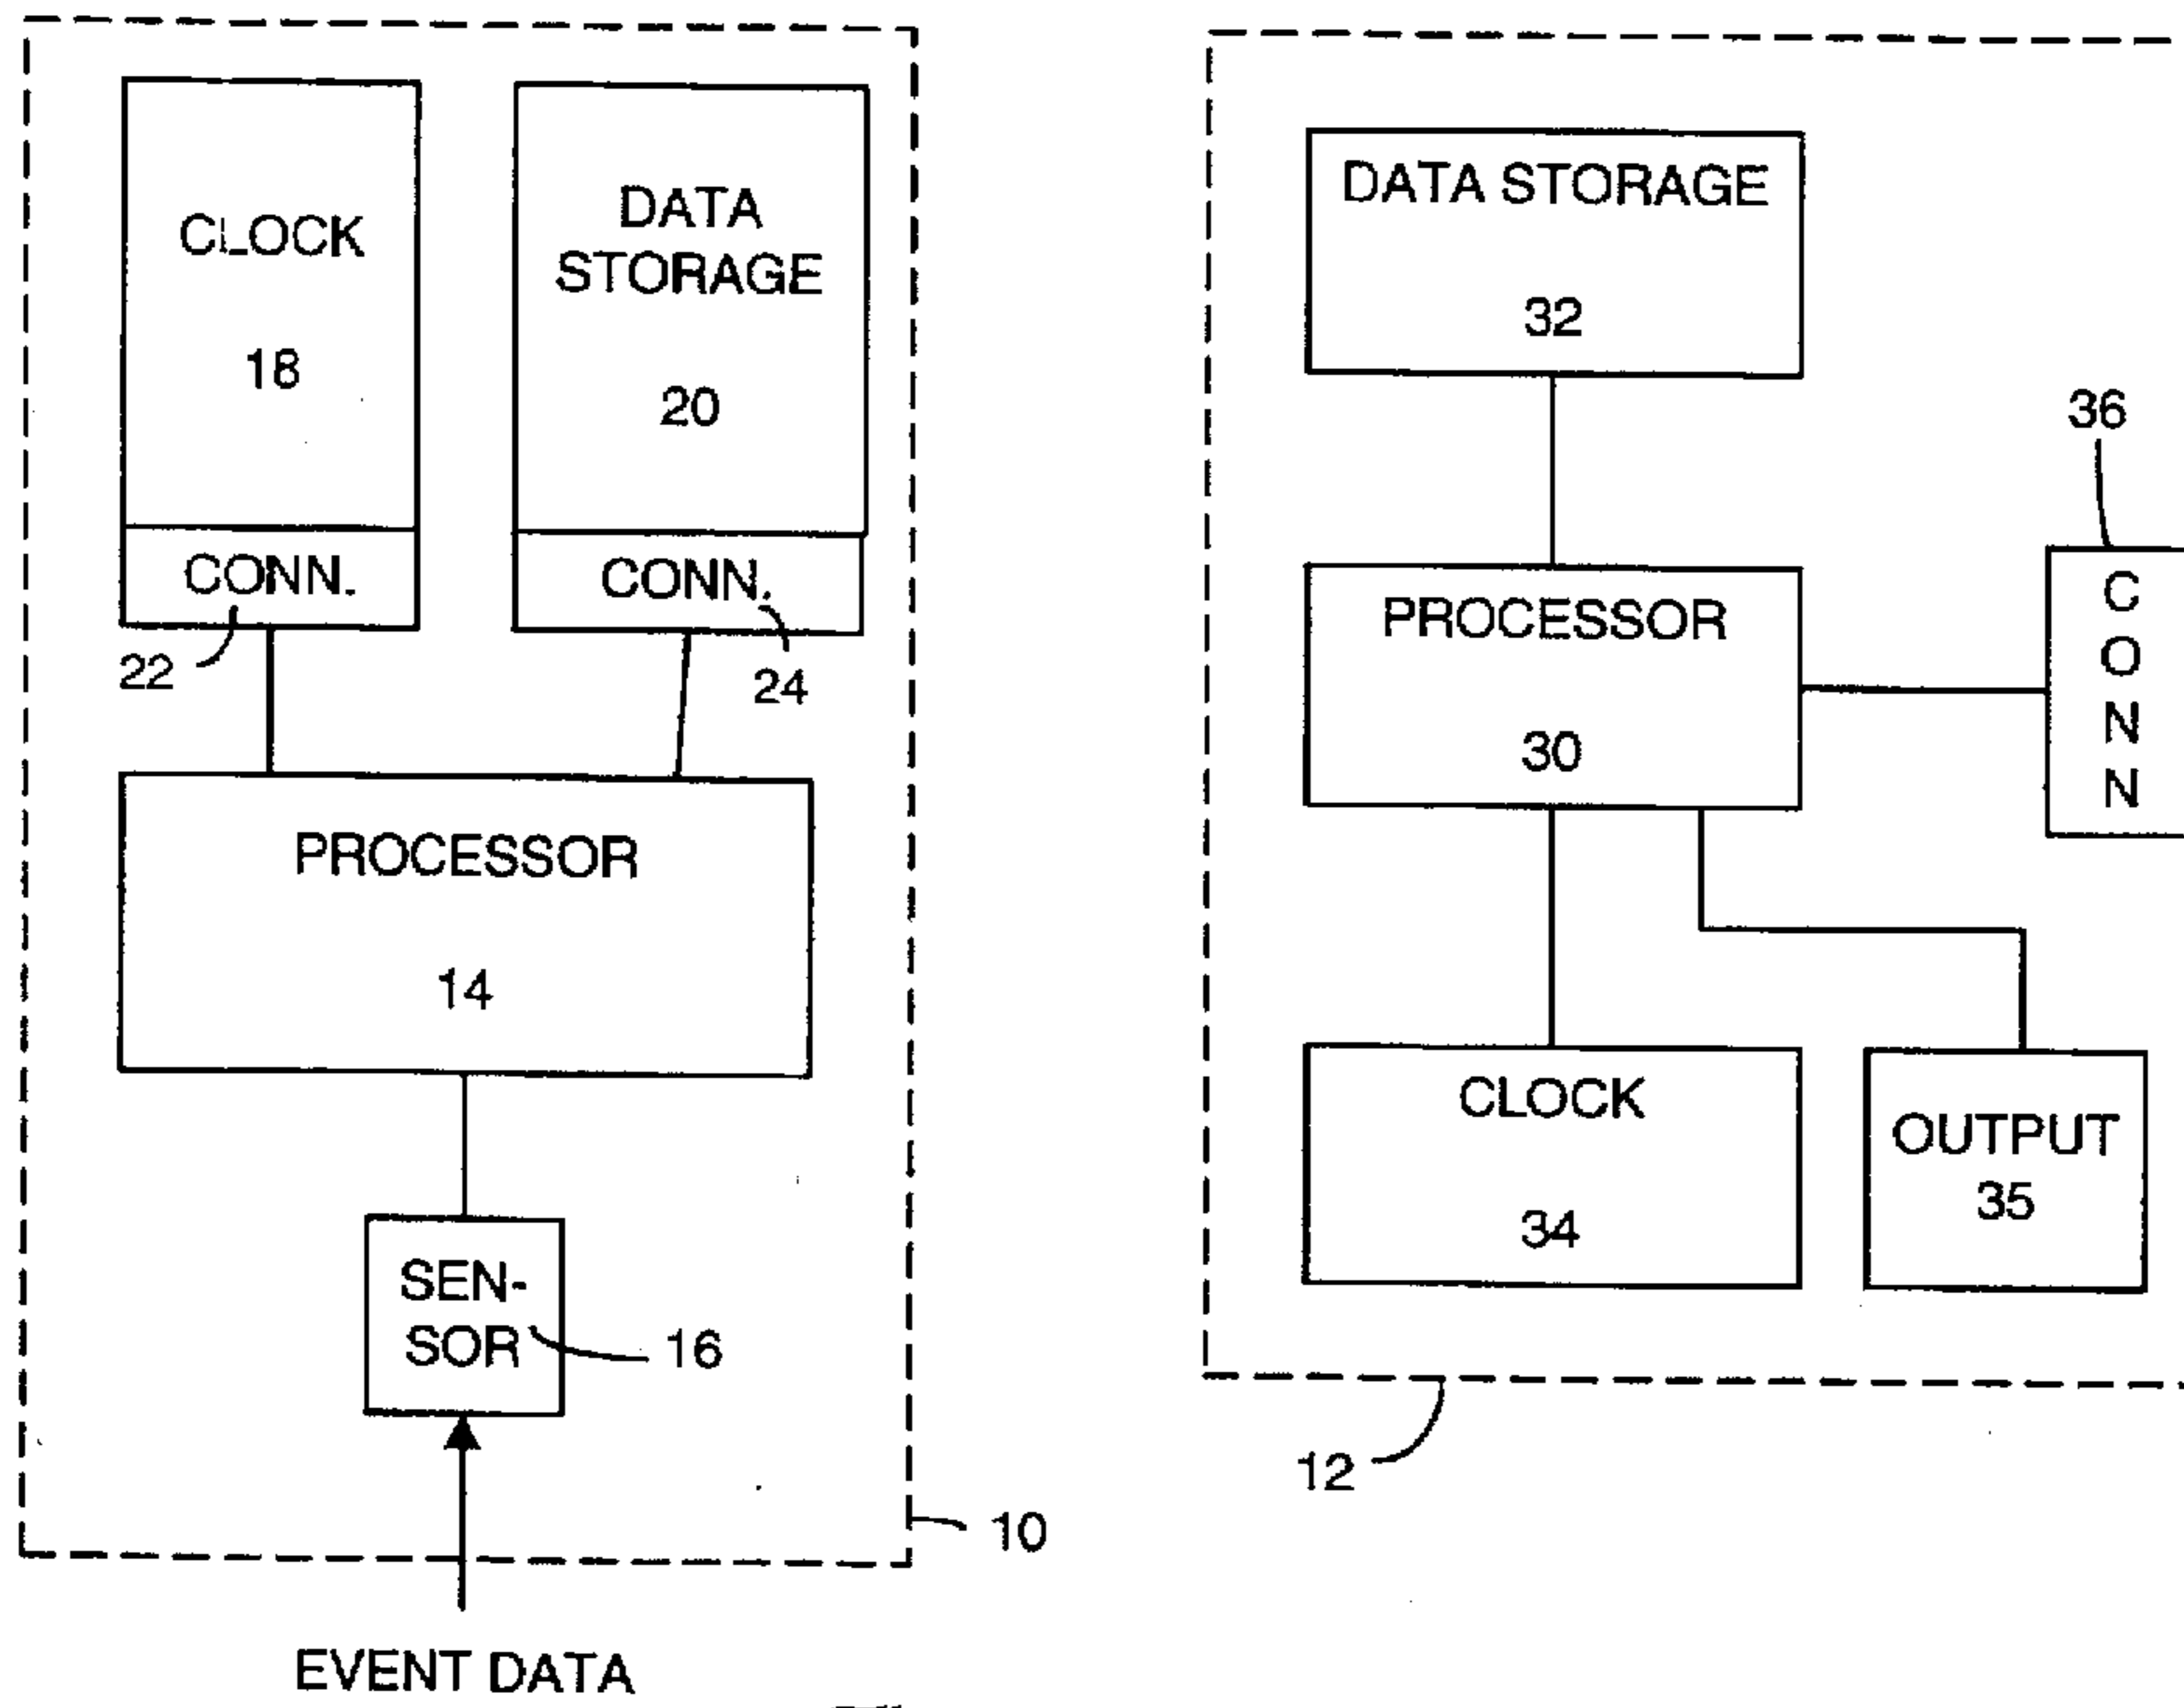 CLOCK
18
CONN.
22
DATA
STORAGE
20
CONN.
24
PROCESSOR
14
SEN-
SOR
16
10
EVENT DATA
DATA STORAGE
32
PROCESSOR
30
36
C
O
N
N
CLOCK
34
OUTPUT
35
12